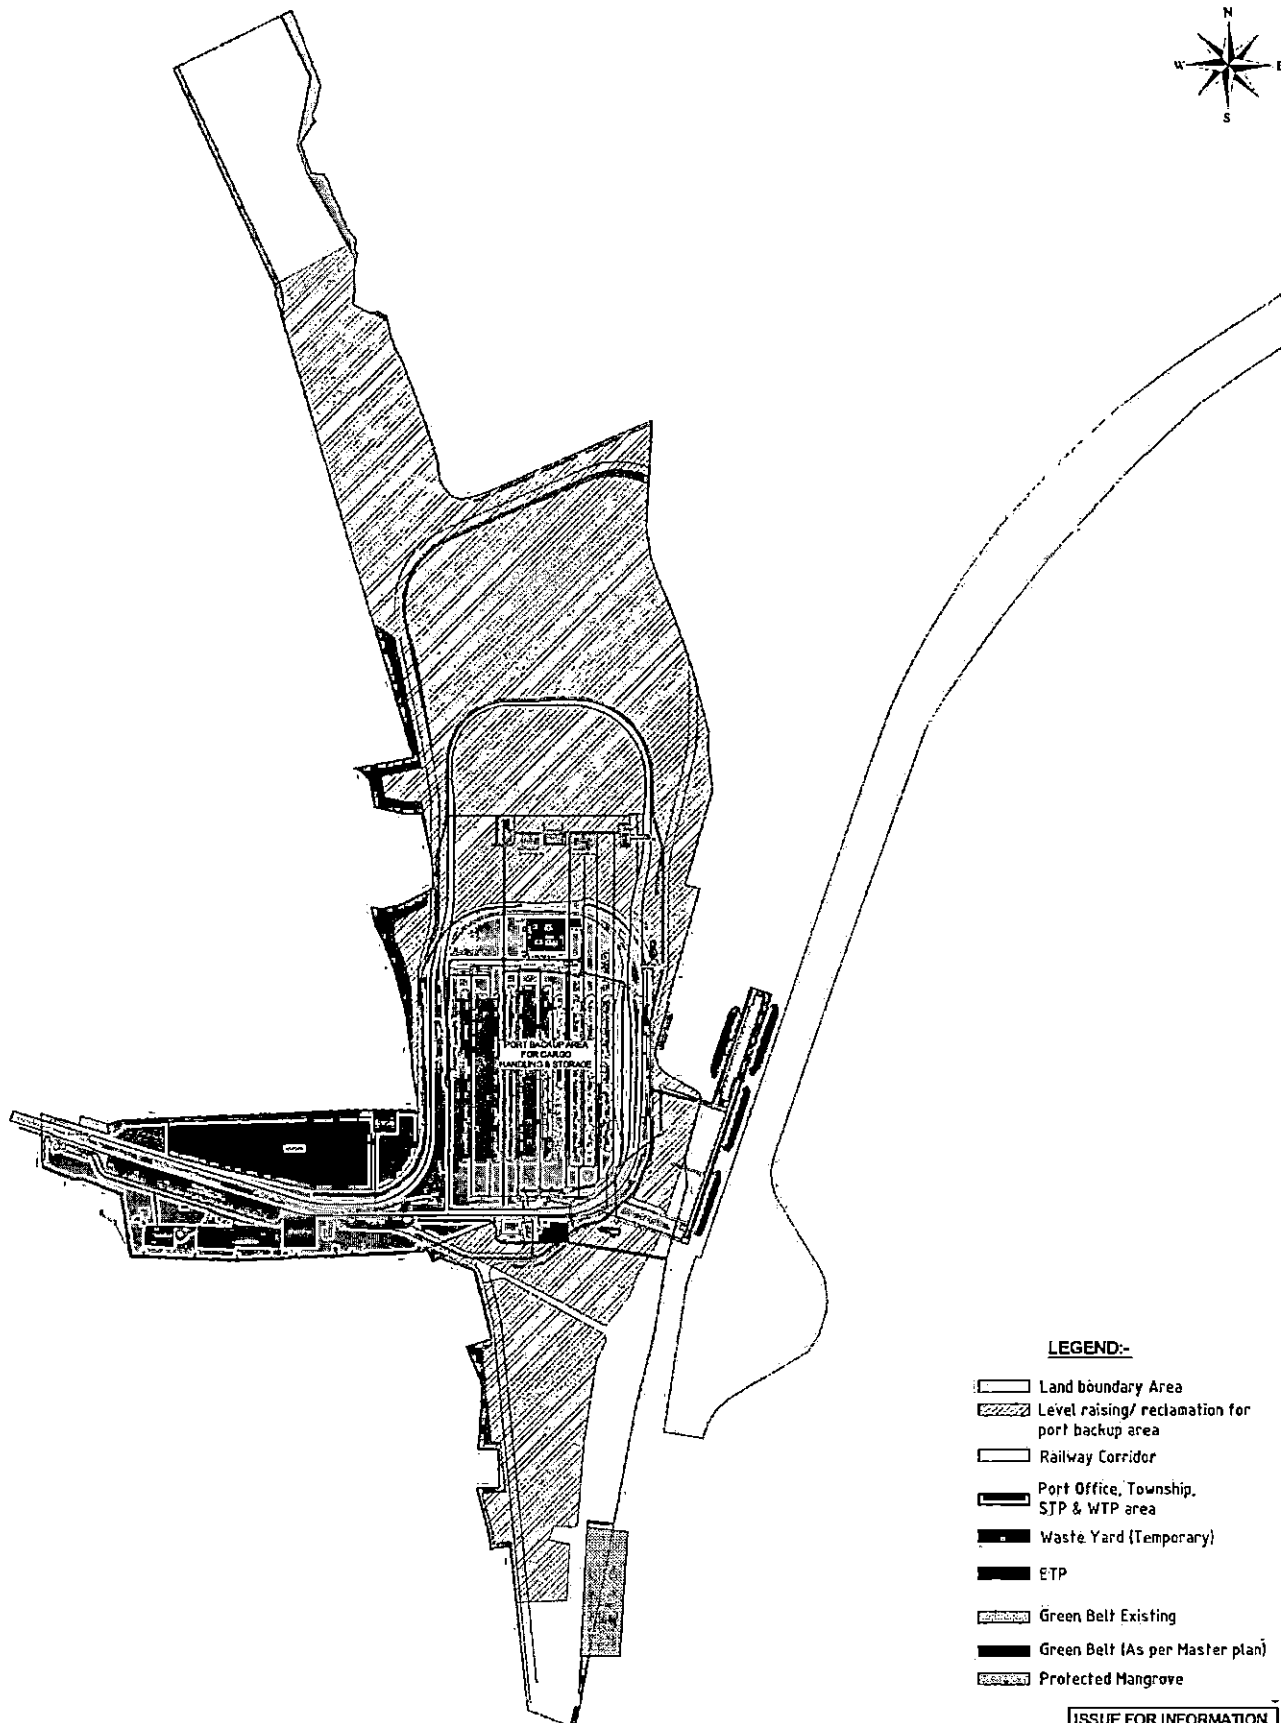 N
W E
S
PORT BACKUP AREA
FOR CARGO
HANDLING & STORAGE
LEGEND:-
Land boundary Area
Level raising/ reclamation for
port backup area
Railway Corridor
Port Office, Township,
STP & WTP area
Waste Yard (Temporary)
ETP
Green Belt Existing
Green Belt (As per Master plan)
Protected Mangrove
ISSUE FOR INFORMATION